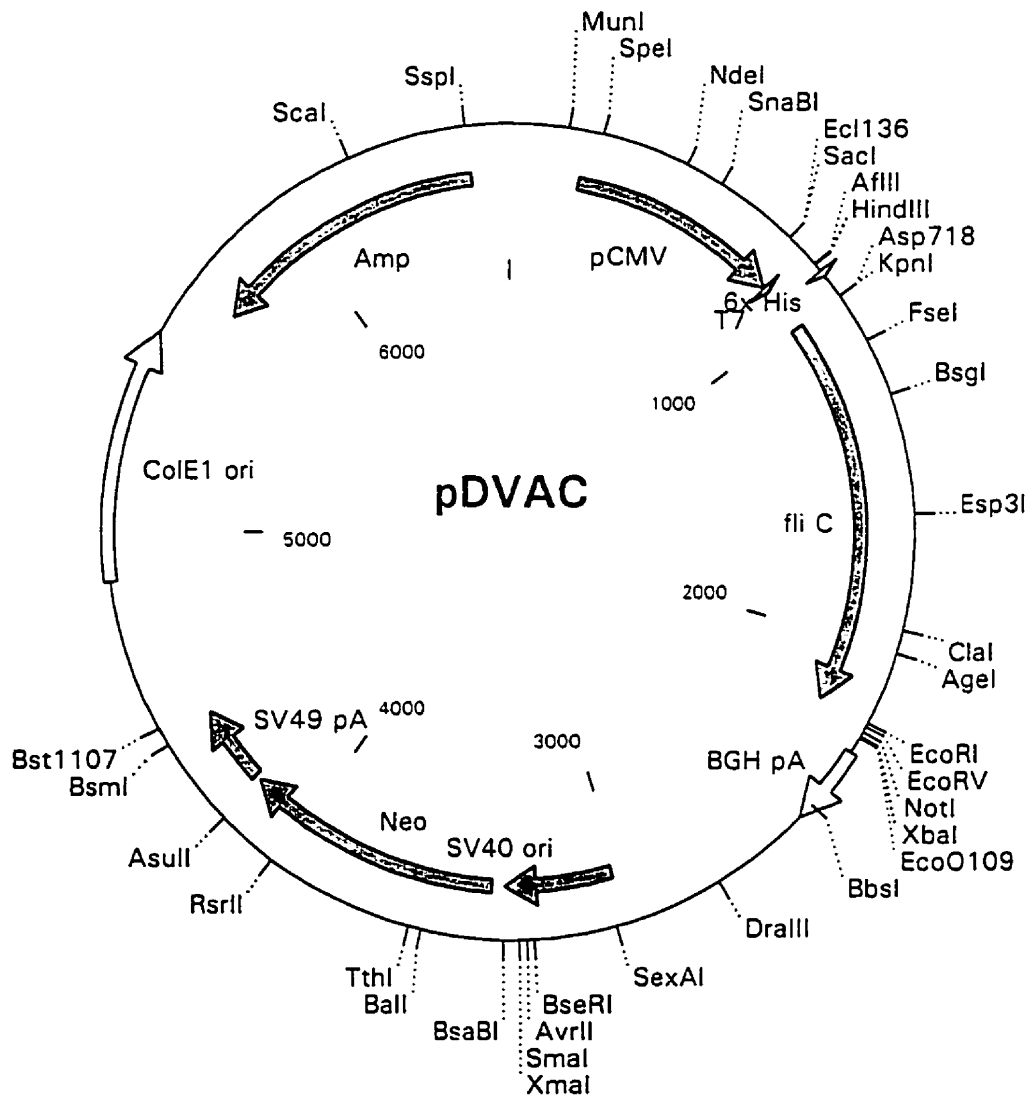 MunI
SpeI
SspI
NdeI
ScaI
SnaBI
Ecl136
SacI
AflII
HindIII
Asp718
KpnI
Amp
pCMV
6x His
T7
FseI
6000
BsgI
1000
ColE1 ori
pDVAC
Esp3I
fli C
5000
2000
ClaI
AgeI
SV49 pA
4000
3000
BGH pA
EcoRI
Bst1107
BsmI
EcoRV
NotI
Neo
XbaI
SV40 ori
EcoO109
AsuII
BbsI
RsrII
DraIII
TthI
SexAI
BalI
BseRI
BsaBI
AvrII
SmaI
XmaI